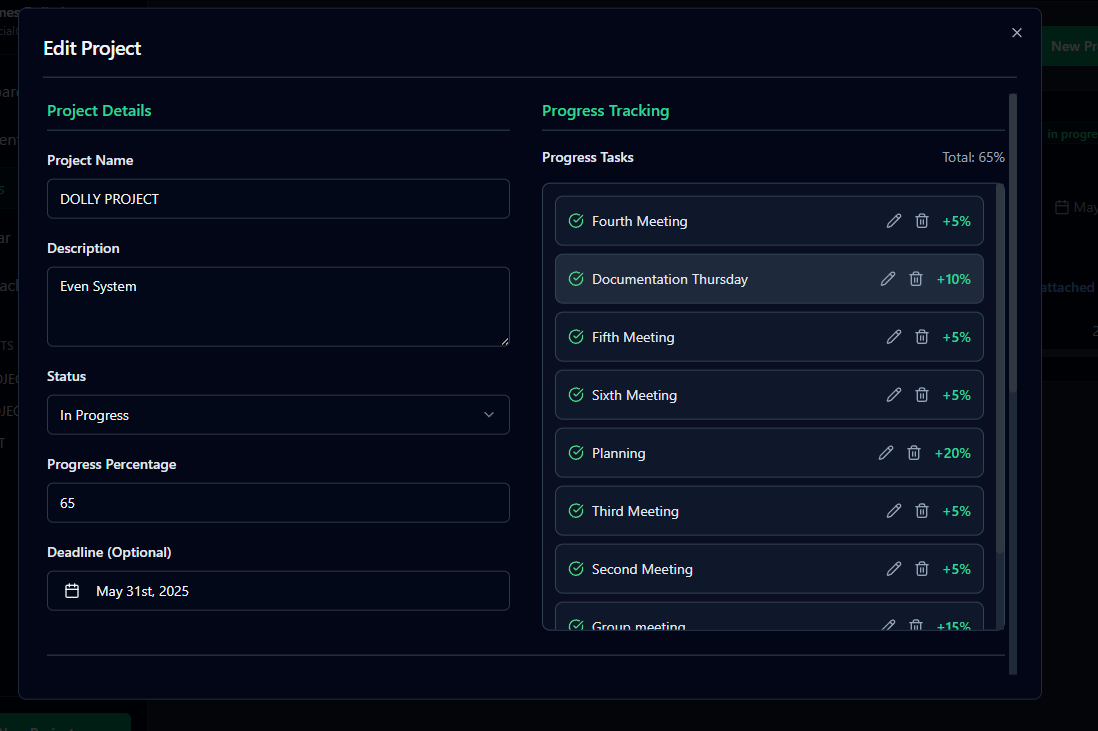 Edit Project
New Pr
Project Details
Project Name
DOLLY PROJECT
Description
Even System
Status
In Progress
Progress Percentage
65
Deadline (Optional)
May 31st, 2025
Progress Tracking
Progress Tasks
Total: 65%
Fourth Meeting +5%
Documentation Thursday +10%
Fifth Meeting +5%
Sixth Meeting +5%
Planning +20%
Third Meeting +5%
Second Meeting +5%
Group meeting +15%
in progre
May
attached